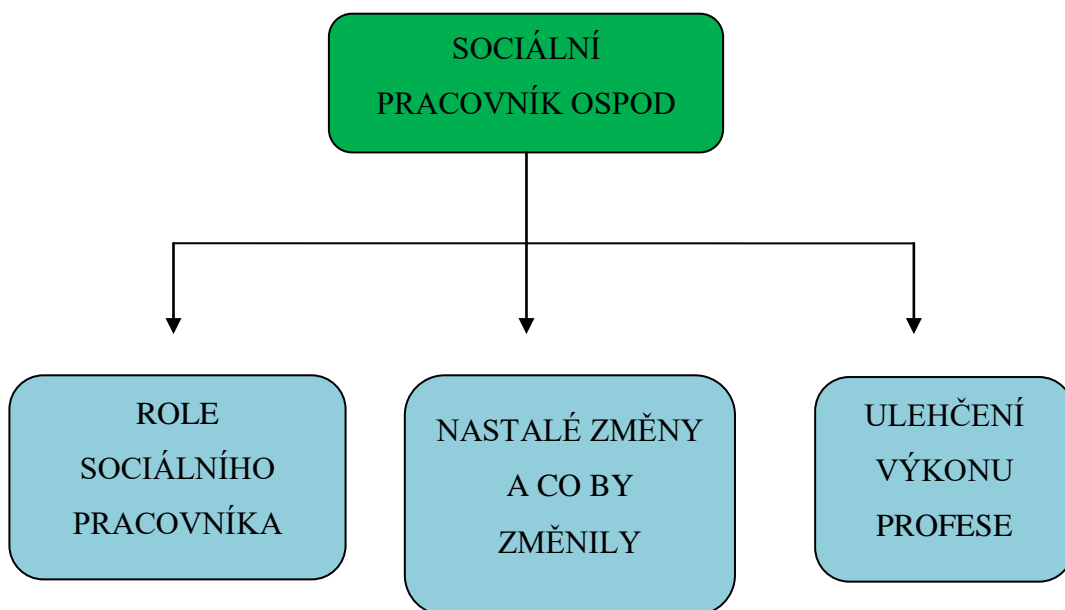 SOCIÁLNÍ
PRACOVNÍK OSPOD
ROLE
SOCIÁLNÍHO
PRACOVNÍKA
NASTALÉ ZMĚNY
A CO BY
ZMĚNILY
ULEHČENÍ
VÝKONU
PROFESE